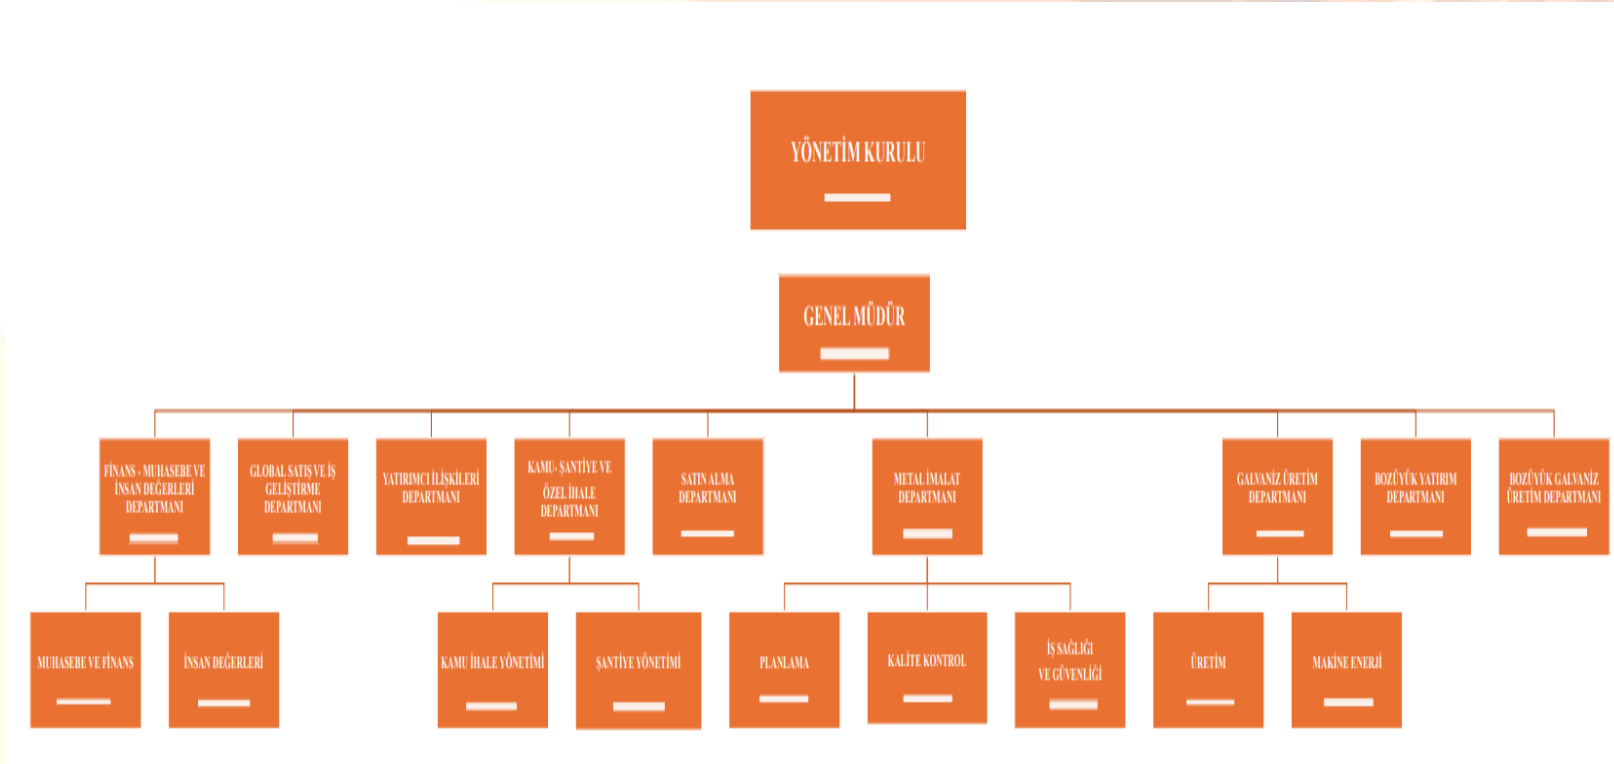 YÖNETİM KURULU
GENEL MÜDÜR
FİNANS - MUHASEBE VE
İNSAN DEĞERLERİ
DEPARTMANI
GLOBAL SATIŞ VE İŞ
GELİŞTİRME
DEPARTMANI
YATIRIMCI İLİŞKİLERİ
DEPARTMANI
KAMU- ŞANTİYE VE
ÖZEL İHALE
DEPARTMANI
SATIN ALMA
DEPARTMANI
METAL İMALAT
DEPARTMANI
GALVANİZ ÜRETİM
DEPARTMANI
BOZÜYÜK YATIRIM
DEPARTMANI
BOZÜYÜK GALVANİZ
ÜRETİM DEPARTMANI
MUHASEBE VE FİNANS
İNSAN DEĞERLERİ
KAMU İHALE YÖNETİMİ
ŞANTİYE YÖNETİMİ
PLANLAMA
KALİTE KONTROL
İŞ SAĞLIĞI
VE GÜVENLİĞİ
ÜRETİM
MAKİNE ENERJİ